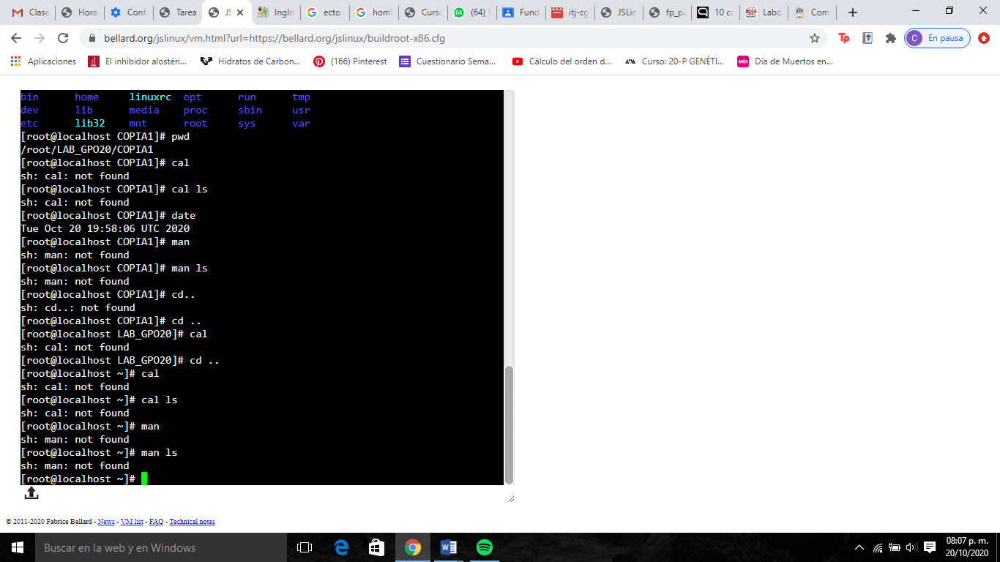 Clase Hora Confi Tarea JS IngIn ecto homl Curso (64) \ Fund itj-cg JSLin fp_p2 10 cc Labo Com
bellard.org/jslinux/vm.html?url=https://bellard.org/jslinux/buildroot-x86.cfg Tp C En pausa
Aplicaciones El inhibidor alostéri... Hidratos de Carbon... (166) Pinterest Cuestionario Sema... Cálculo del orden d... Curso: 20-P GENÉTI... Día de Muertos en...
bin home linuxrc opt run tmp
dev lib media proc sbin usr
etc lib32 mnt root sys var
[root@localhost COPIA1]# pwd
/root/LAB_GPO20/COPIA1
[root@localhost COPIA1]# cal
sh: cal: not found
[root@localhost COPIA1]# cal ls
sh: cal: not found
[root@localhost COPIA1]# date
Tue Oct 20 19:58:06 UTC 2020
[root@localhost COPIA1]# man
sh: man: not found
[root@localhost COPIA1]# man ls
sh: man: not found
[root@localhost COPIA1]# cd..
sh: cd..: not found
[root@localhost COPIA1]# cd ..
[root@localhost LAB_GPO20]# cal
sh: cal: not found
[root@localhost LAB_GPO20]# cd ..
[root@localhost ~]# cal
sh: cal: not found
[root@localhost ~]# cal ls
sh: cal: not found
[root@localhost ~]# man
sh: man: not found
[root@localhost ~]# man ls
sh: man: not found
[root@localhost ~]#
© 2011-2020 Fabrice Bellard - News - VM list - FAQ - Technical notes
Buscar en la web y en Windows 08:07 p. m.
20/10/2020